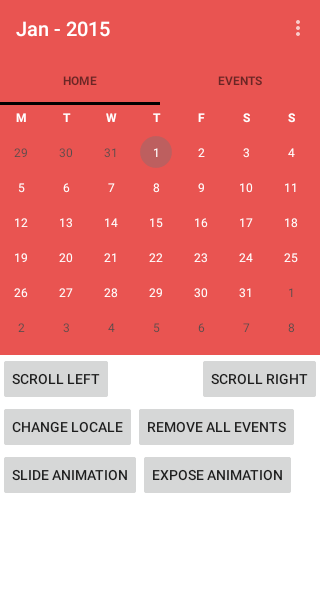 Jan - 2015
HOME EVENTS
M T W T F S S
29 30 31 1 2 3 4
5 6 7 8 9 10 11
12 13 14 15 16 17 18
19 20 21 22 23 24 25
26 27 28 29 30 31 1
2 3 4 5 6 7 8
SCROLL LEFT SCROLL RIGHT
CHANGE LOCALE REMOVE ALL EVENTS
SLIDE ANIMATION EXPOSE ANIMATION